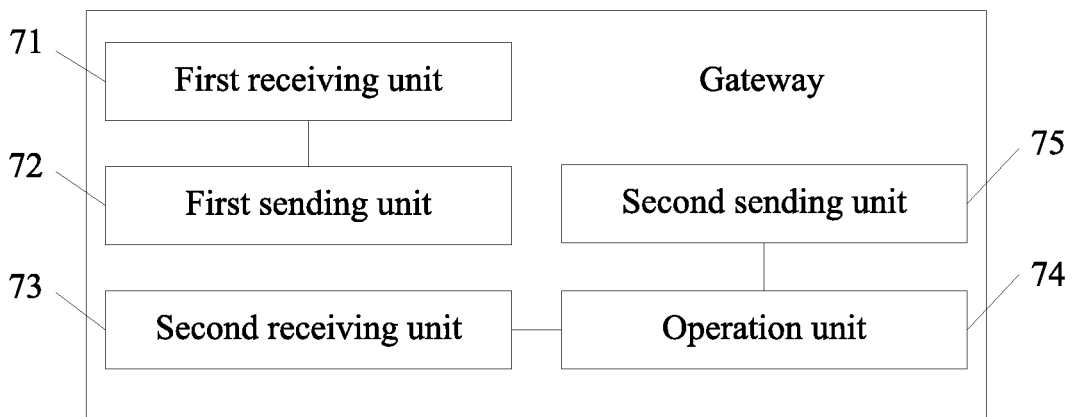 71
First receiving unit
Gateway
72
First sending unit
75
Second sending unit
73
Second receiving unit
74
Operation unit